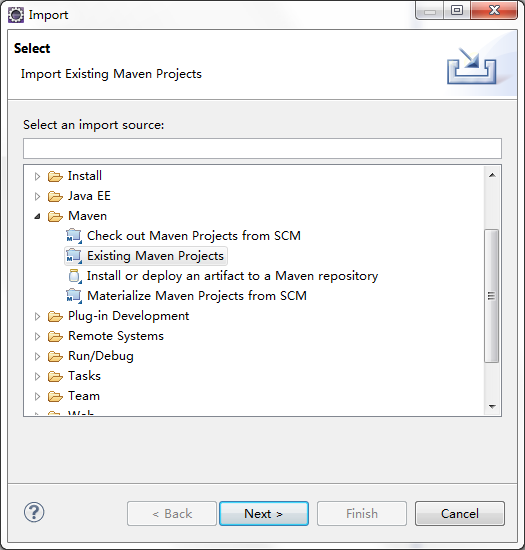 Import
Select
Import Existing Maven Projects
Select an import source:
Install
Java EE
Maven
Check out Maven Projects from SCM
Existing Maven Projects
Install or deploy an artifact to a Maven repository
Materialize Maven Projects from SCM
Plug-in Development
Remote Systems
Run/Debug
Tasks
Team
Web
? < Back Next > Finish Cancel